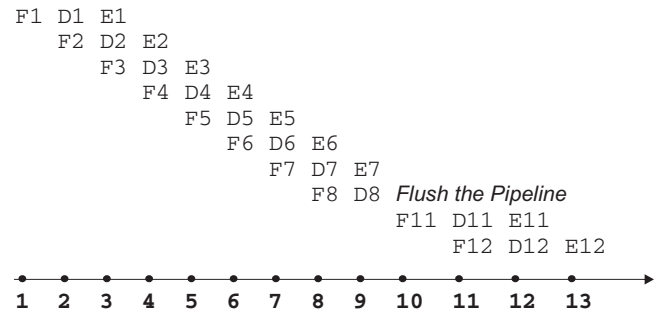 F1 D1 E1
F2 D2 E2
F3 D3 E3
F4 D4 E4
F5 D5 E5
F6 D6 E6
F7 D7 E7
F8 D8 Flush the Pipeline
F11 D11 E11
F12 D12 E12
1 2 3 4 5 6 7 8 9 10 11 12 13